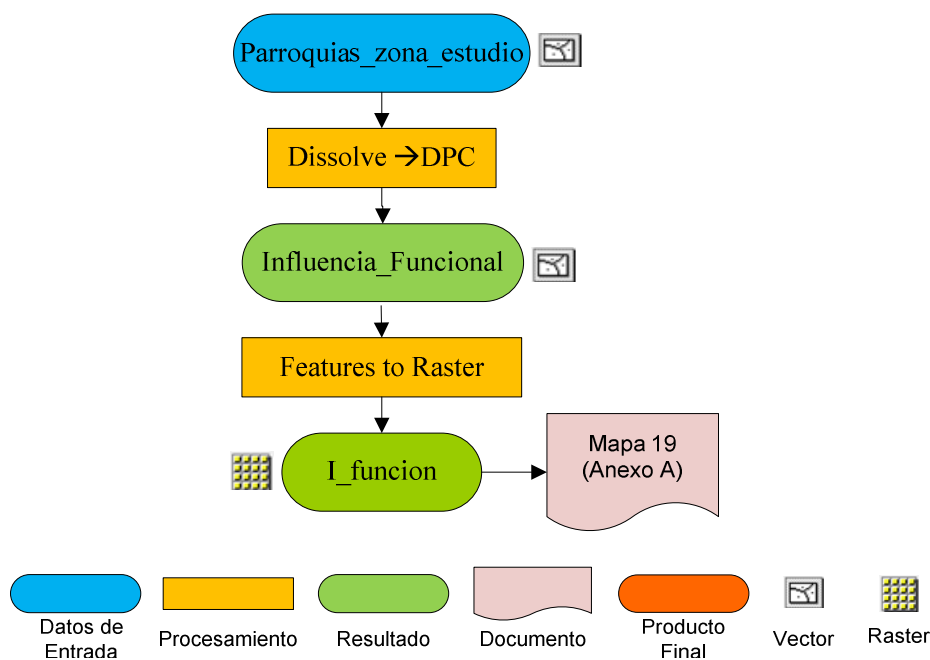 Parroquias_zona_estudio
Dissolve →DPC
Influencia_Funcional
Features to Raster
I_funcion
Mapa 19
(Anexo A)
Datos de
Entrada
Procesamiento
Resultado
Documento
Producto
Final
Vector
Raster